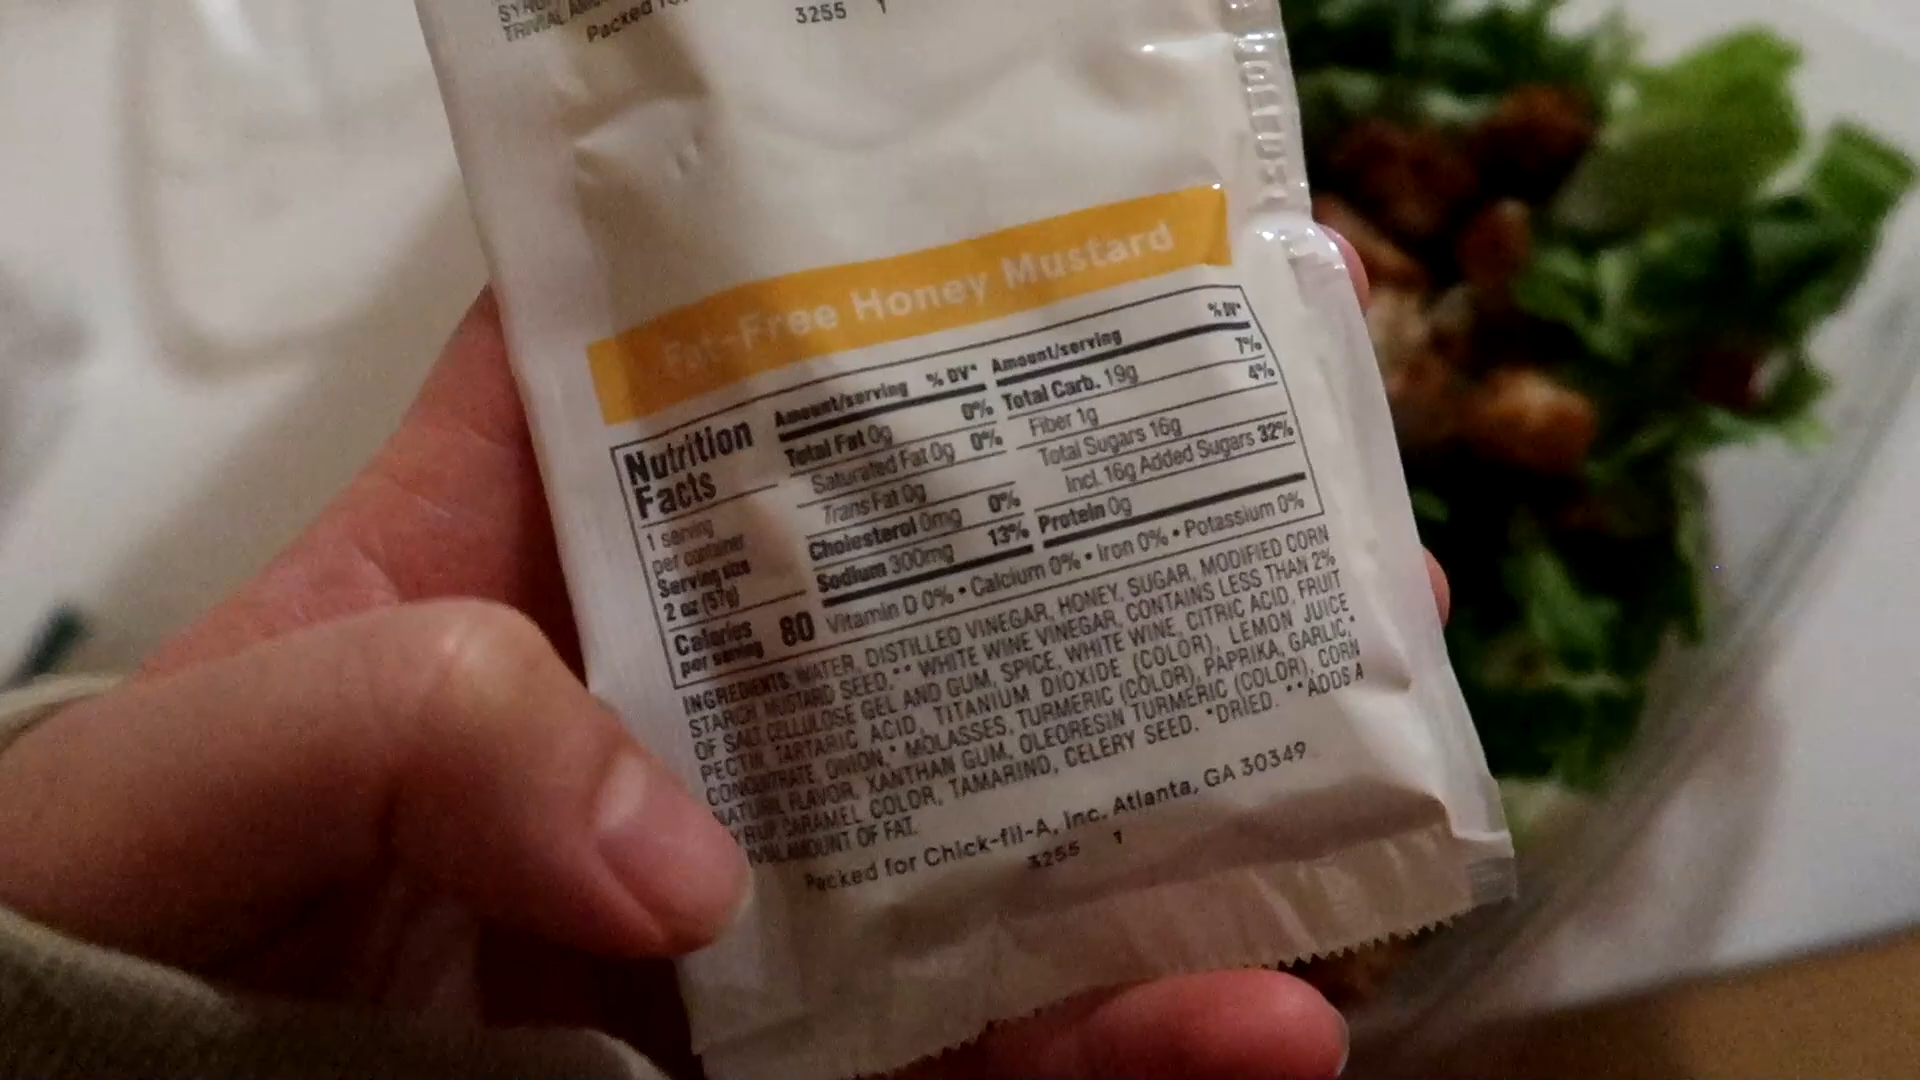 SYRUP
TRIVIAL AM
Packed for
3255 1
Fat-Free Honey Mustard
Nutrition
Facts
1 serving
per container
Serving size
2 oz (57g)
Calories
per serving 80
Amount/serving % DV*
Total Fat 0g 0%
Saturated Fat 0g 0%
Trans Fat 0g
Cholesterol 0mg 0%
Sodium 300mg 13%
Amount/serving % DV*
Total Carb. 19g 7%
Fiber 1g 4%
Total Sugars 16g
Incl. 16g Added Sugars 32%
Protein 0g
Vitamin D 0% • Calcium 0% • Iron 0% • Potassium 0%
INGREDIENTS: WATER, DISTILLED VINEGAR, HONEY, SUGAR, MODIFIED CORN
STARCH, MUSTARD SEED,** WHITE WINE VINEGAR, CONTAINS LESS THAN 2%
OF SALT, CELLULOSE GEL AND GUM, SPICE, WHITE WINE, CITRIC ACID, FRUIT
PECTIN, TARTARIC ACID, TITANIUM DIOXIDE (COLOR), LEMON JUICE
CONCENTRATE, ONION,* MOLASSES, TURMERIC (COLOR), PAPRIKA, GARLIC,*
NATURAL FLAVOR, XANTHAN GUM, OLEORESIN TURMERIC (COLOR), CORN
SYRUP, CARAMEL COLOR, TAMARIND, CELERY SEED. *DRIED. **ADDS A
TRIVIAL AMOUNT OF FAT.
Packed for Chick-fil-A, Inc. Atlanta, GA 30349
3255 1